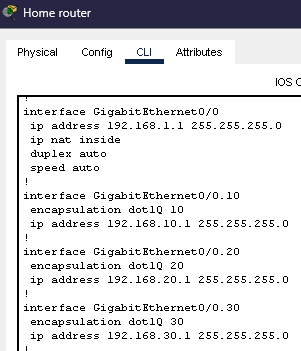 Home router
Physical Config CLI Attributes
IOS C
!
interface GigabitEthernet0/0
ip address 192.168.1.1 255.255.255.0
ip nat inside
duplex auto
speed auto
!
interface GigabitEthernet0/0.10
encapsulation dot1Q 10
ip address 192.168.10.1 255.255.255.0
!
interface GigabitEthernet0/0.20
encapsulation dot1Q 20
ip address 192.168.20.1 255.255.255.0
!
interface GigabitEthernet0/0.30
encapsulation dot1Q 30
ip address 192.168.30.1 255.255.255.0
!